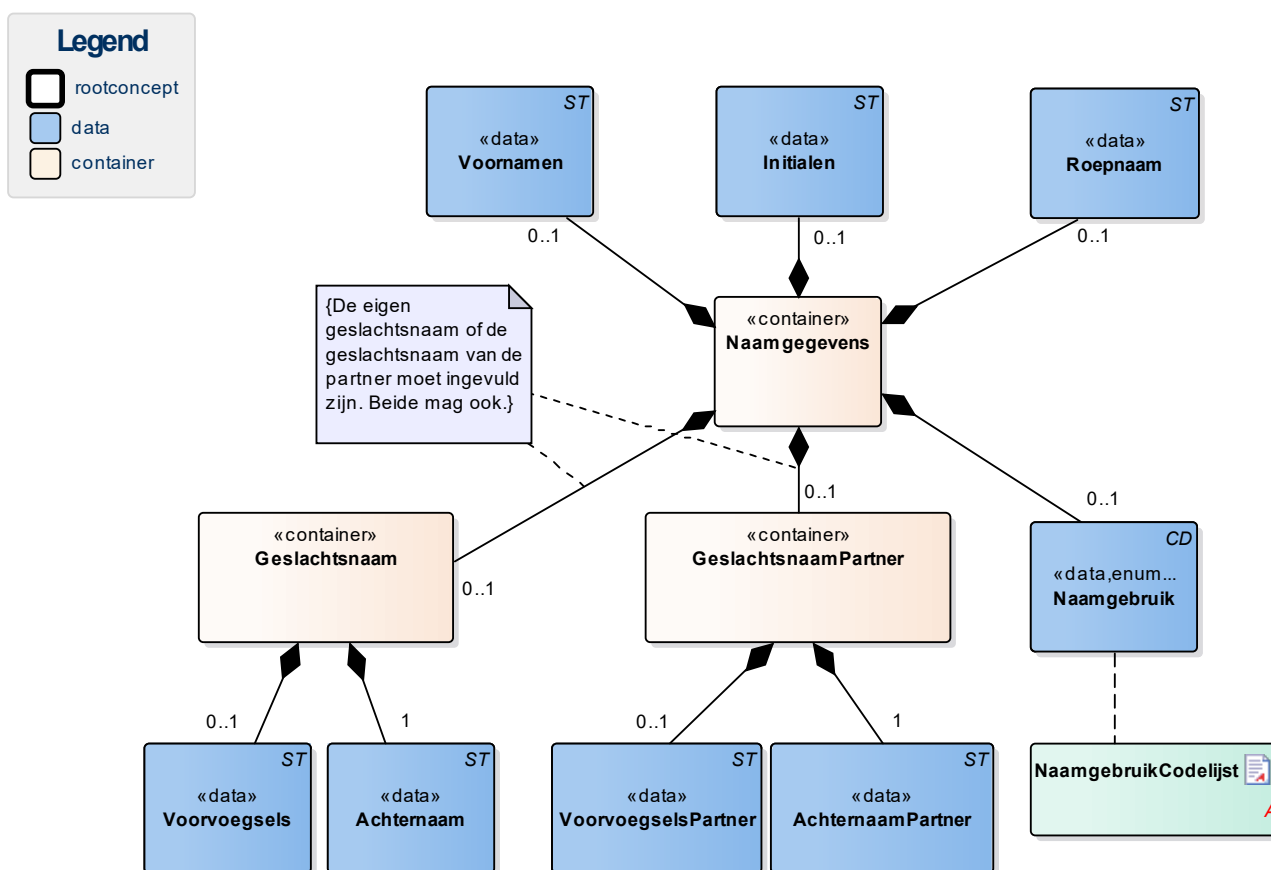 Legend
rootconcept
data
container
ST
«data»
Voornamen
0..1
ST
«data»
Initialen
0..1
ST
«data»
Roepnaam
0..1
{De eigen
geslachtsnaam of de
geslachtsnaam van de
partner moet ingevuld
zijn. Beide mag ook.}
«container»
Naamgegevens
«container»
Geslachtsnaam
0..1
0..1
«container»
GeslachtsnaamPartner
0..1
CD
«data,enum...
Naamgebruik
0..1
1
0..1
1
ST
«data»
Voorvoegsels
ST
«data»
Achternaam
ST
«data»
VoorvoegselsPartner
ST
«data»
AchternaamPartner
NaamgebruikCodelijst